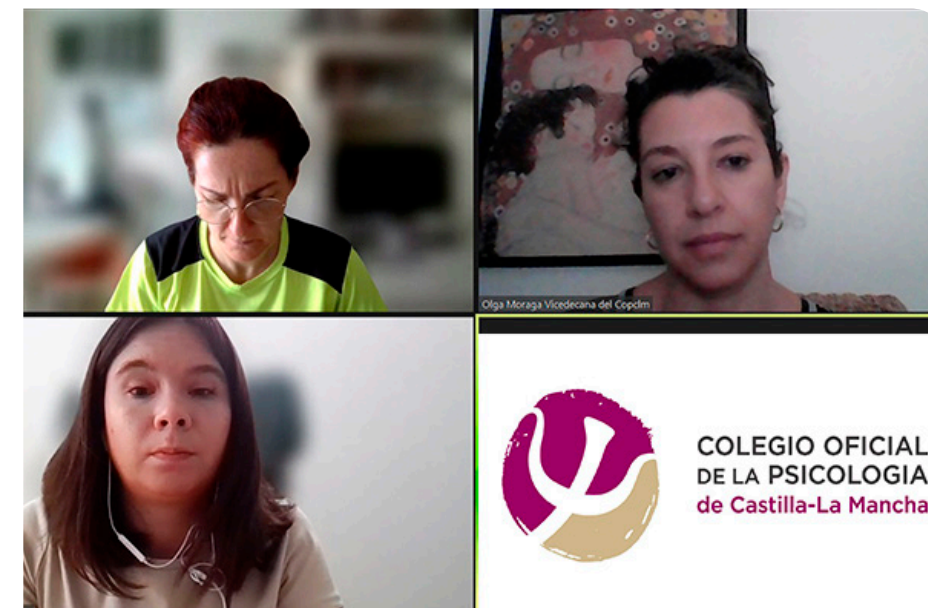 Olga Moraga Vicedecana del Copclm
COLEGIO OFICIAL
DE LA PSICOLOGIA
de Castilla-La Mancha